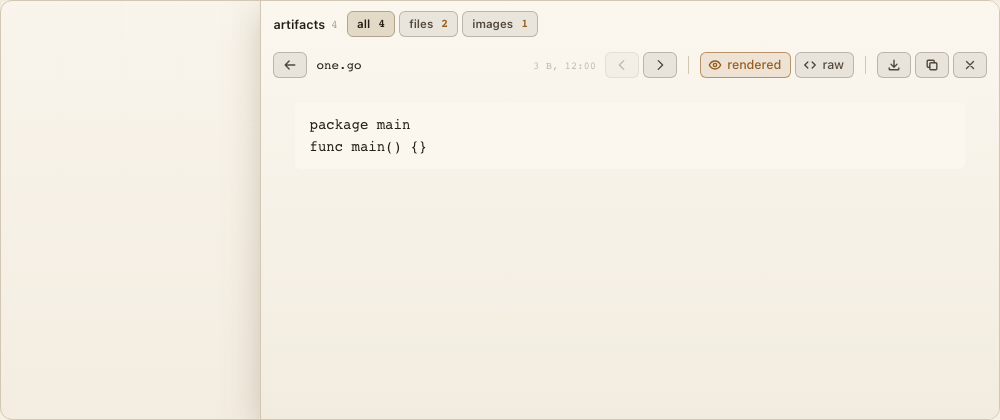 artifacts 4 all 4 files 2 images 1
one.go 3 B, 12:00 rendered raw
package main
func main() {}